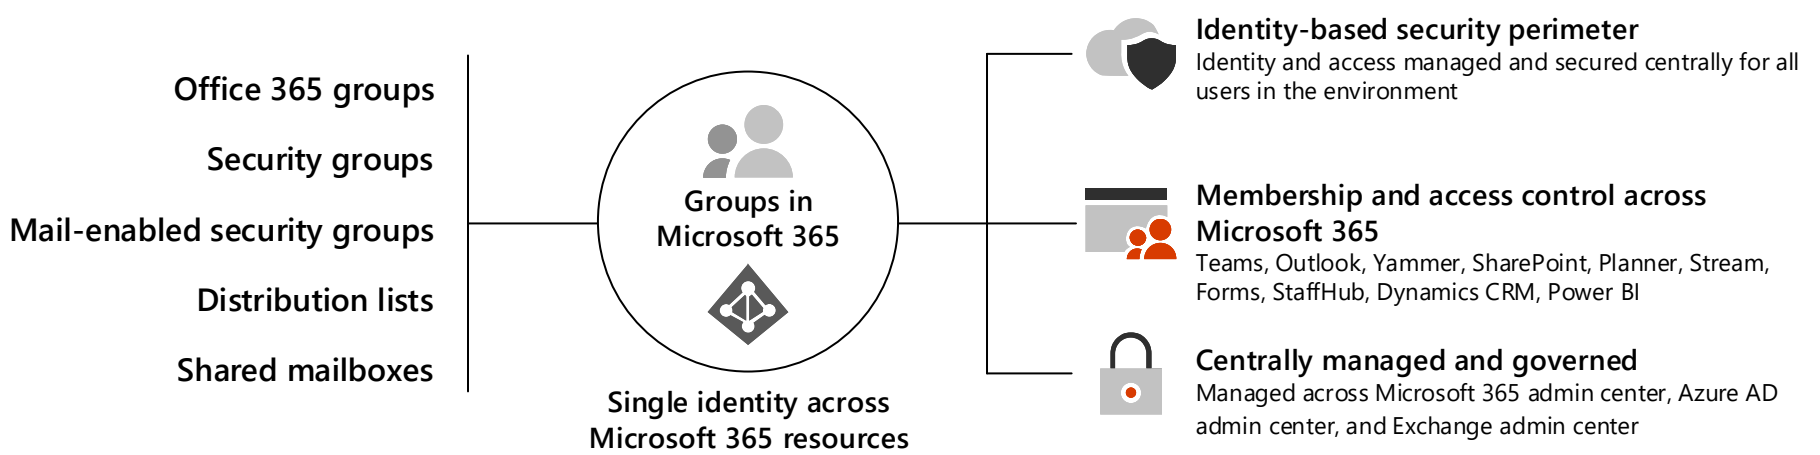 Office 365 groups
Security groups
Mail-enabled security groups
Distribution lists
Shared mailboxes
Groups in
Microsoft 365
Single identity across
Microsoft 365 resources
Identity-based security perimeter
Identity and access managed and secured centrally for all
users in the environment
Membership and access control across
Microsoft 365
Teams, Outlook, Yammer, SharePoint, Planner, Stream,
Forms, StaffHub, Dynamics CRM, Power BI
Centrally managed and governed
Managed across Microsoft 365 admin center, Azure AD
admin center, and Exchange admin center